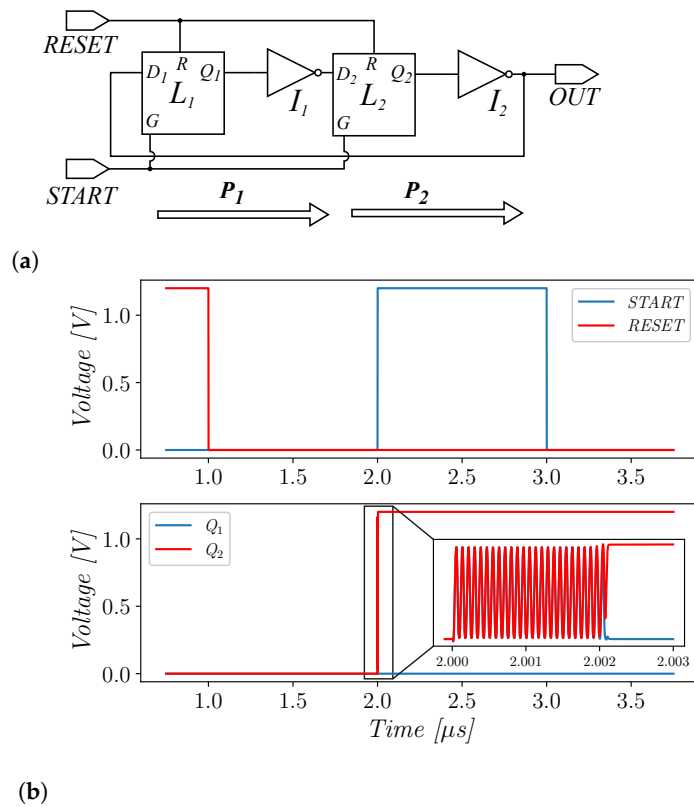 RESET
D₁ R Q₁ D₂ R Q₂
L₁ I₁ L₂ I₂ OUT
G G
START
P₁ P₂
(a)
Voltage [V]
1.0
0.5
0.0
START
RESET
1.0 1.5 2.0 2.5 3.0 3.5
Voltage [V]
1.0
0.5
0.0
Q₁
Q₂
2.000 2.001 2.002 2.003
1.0 1.5 2.0 2.5 3.0 3.5
Time [μs]
(b)